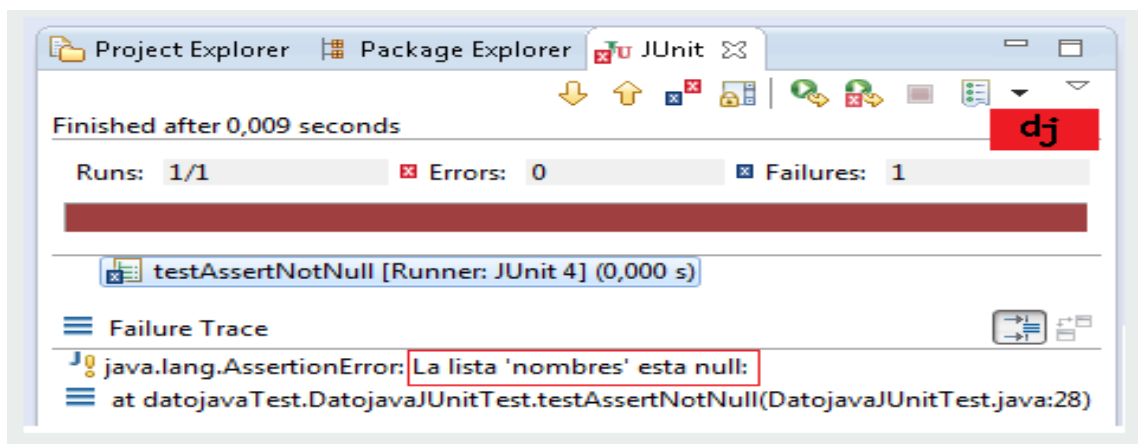 Project Explorer Package Explorer JUnit
Finished after 0,009 seconds
dj
Runs: 1/1 Errors: 0 Failures: 1
testAssertNotNull [Runner: JUnit 4] (0,000 s)
Failure Trace
java.lang.AssertionError: La lista 'nombres' esta null:
at datojavaTest.DatojavaJUnitTest.testAssertNotNull(DatojavaJUnitTest.java:28)